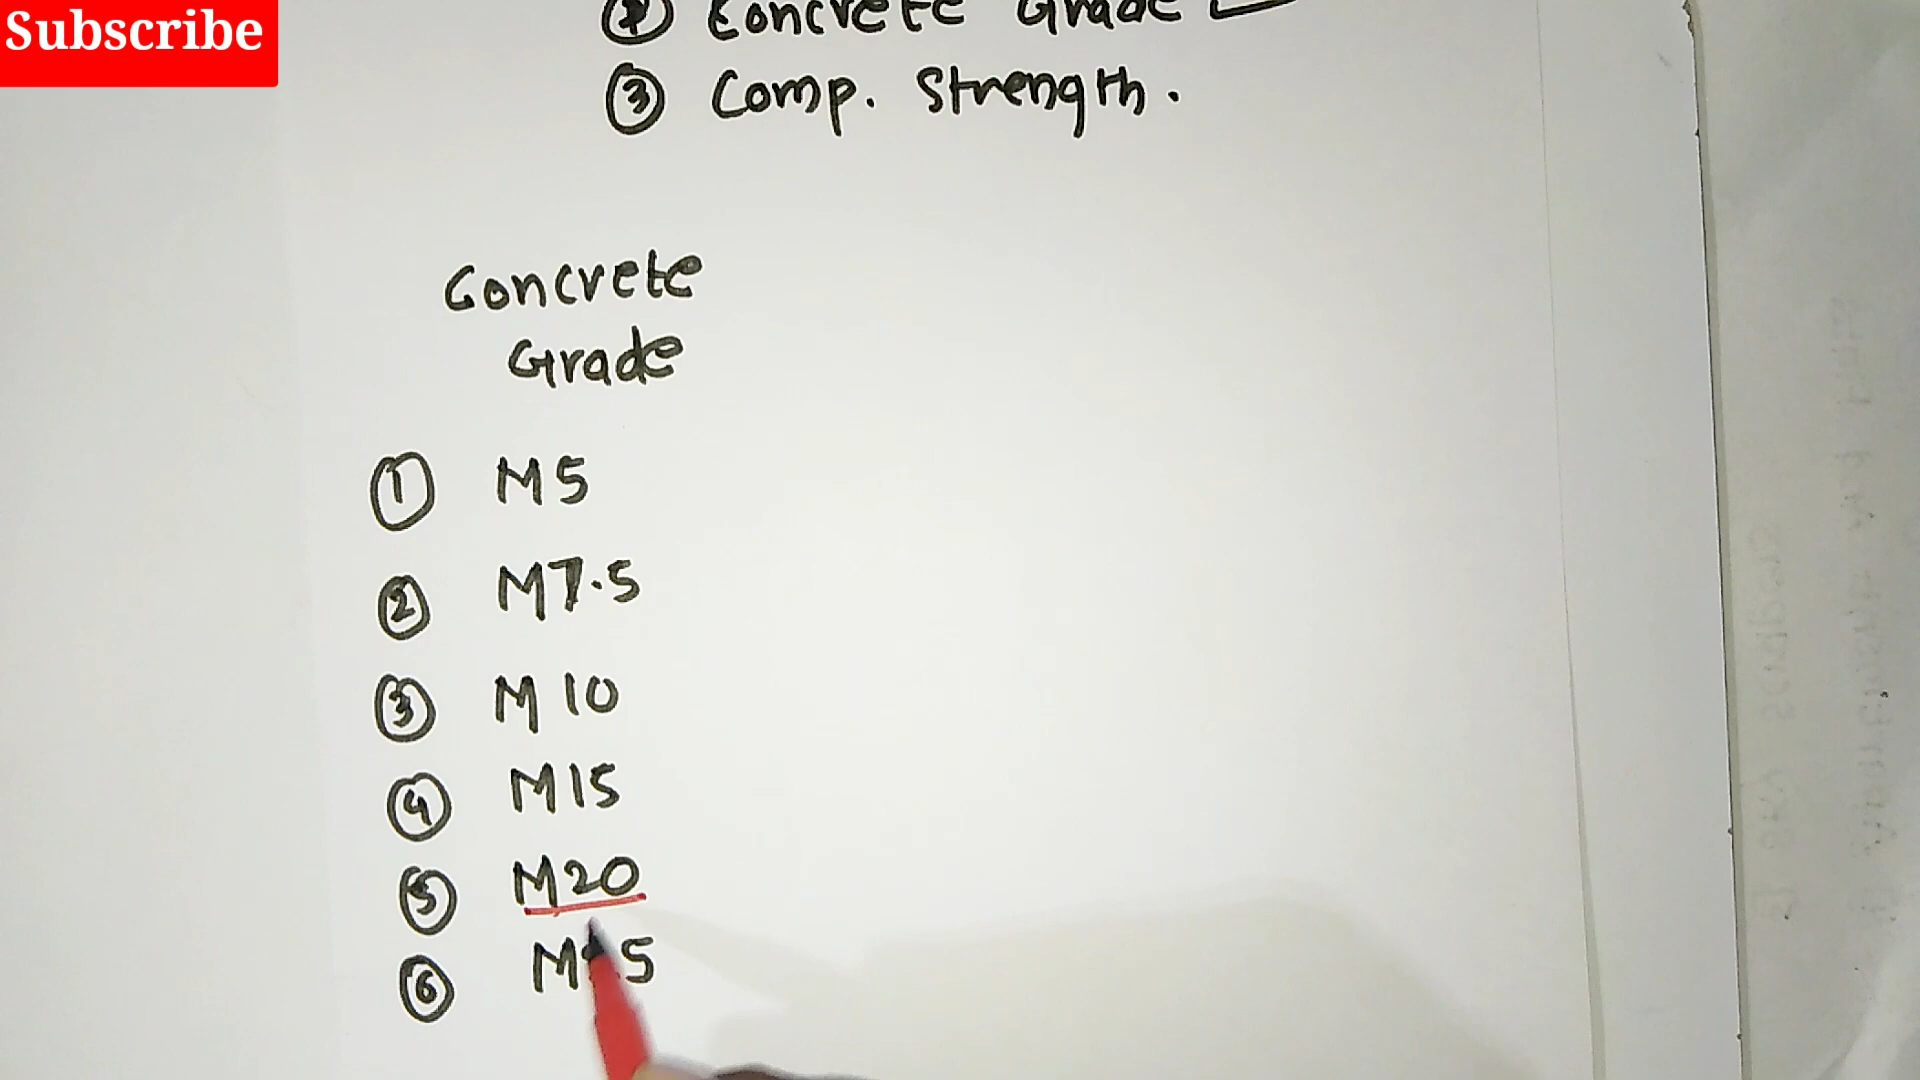 Subscribe
② Concrete Grade
③ Comp. Strength.
Concrete
Grade
① M5
② M7.5
③ M10
④ M15
⑤ M20
⑥